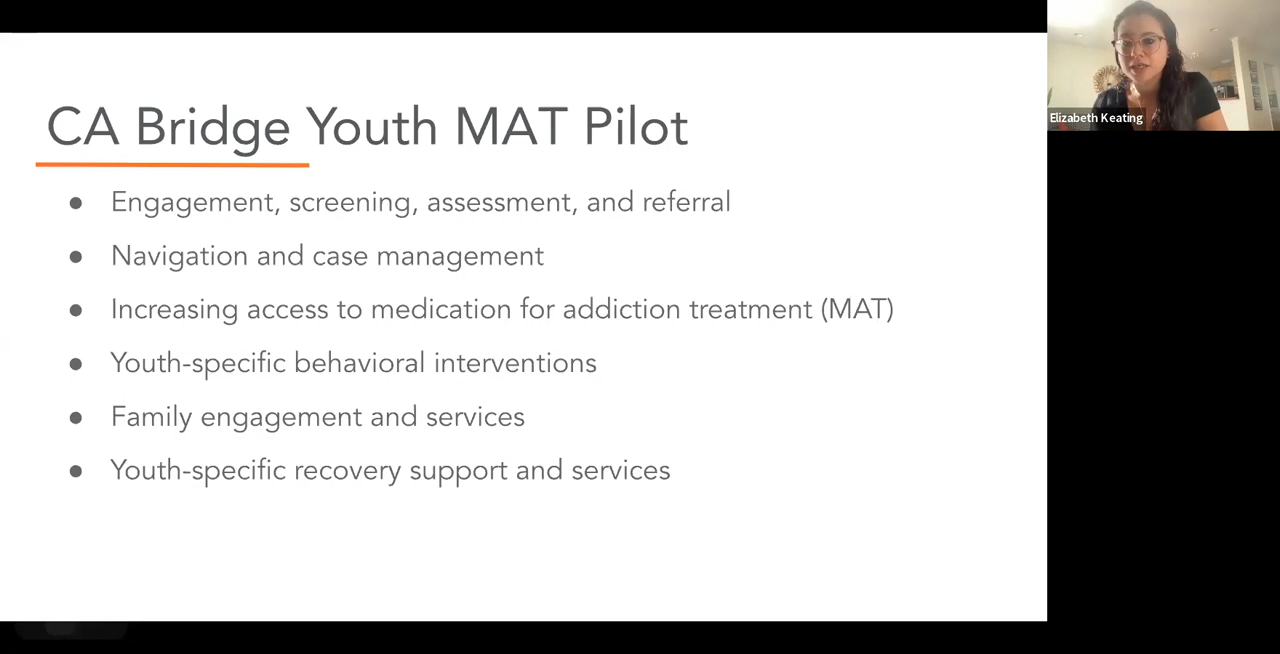 CA Bridge Youth MAT Pilot
● Engagement, screening, assessment, and referral
● Navigation and case management
● Increasing access to medication for addiction treatment (MAT)
● Youth-specific behavioral interventions
● Family engagement and services
● Youth-specific recovery support and services
Elizabeth Keating